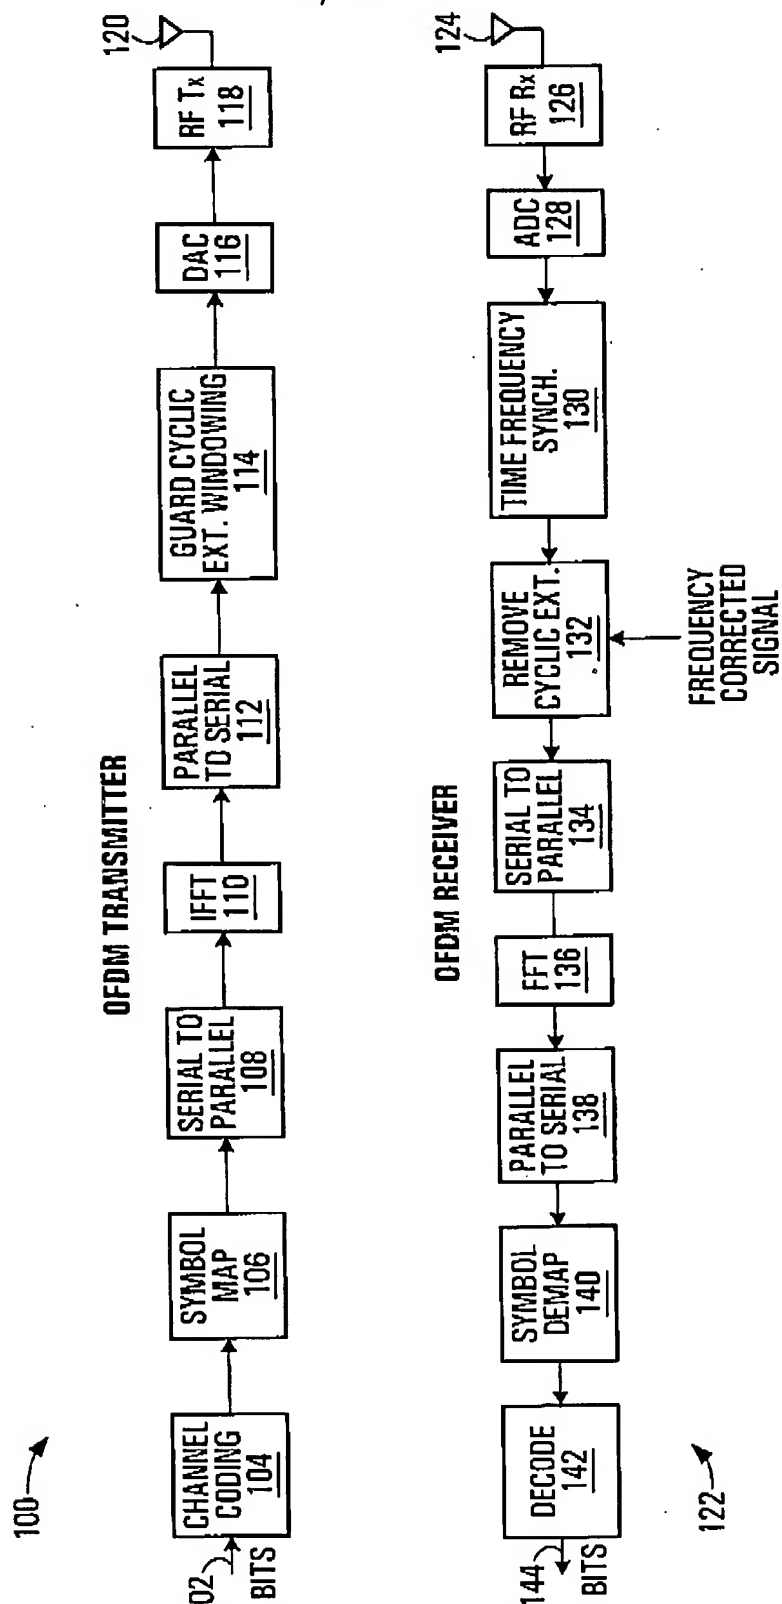 100
OFDM TRANSMITTER
02
BITS
CHANNEL
CODING
104
SYMBOL
MAP
106
SERIAL TO
PARALLEL
108
IFFT
110
PARALLEL
TO SERIAL
112
GUARD CYCLIC
EXT. WINDOWING
114
DAC
116
RF Tx
118
120
OFDM RECEIVER
144
BITS
DECODE
142
SYMBOL
DEMAP
140
PARALLEL
TO SERIAL
138
FFT
136
SERIAL TO
PARALLEL
134
REMOVE
CYCLIC EXT.
132
TIME FREQUENCY
SYNCH.
130
ADC
128
RF Rx
126
124
122
FREQUENCY
CORRECTED
SIGNAL